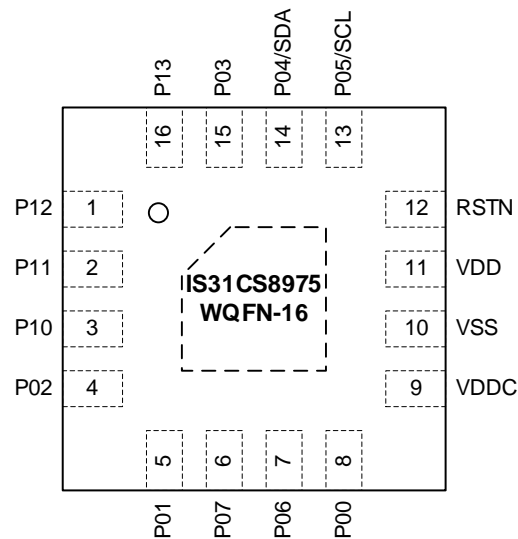 P13
P03
P04/SDA
P05/SCL
16
15
14
13
P12 1
12 RSTN
P11 2
11 VDD
P10 3
10 VSS
P02 4
9 VDDC
IS31CS8975
WQFN-16
5
6
7
8
P01
P07
P06
P00